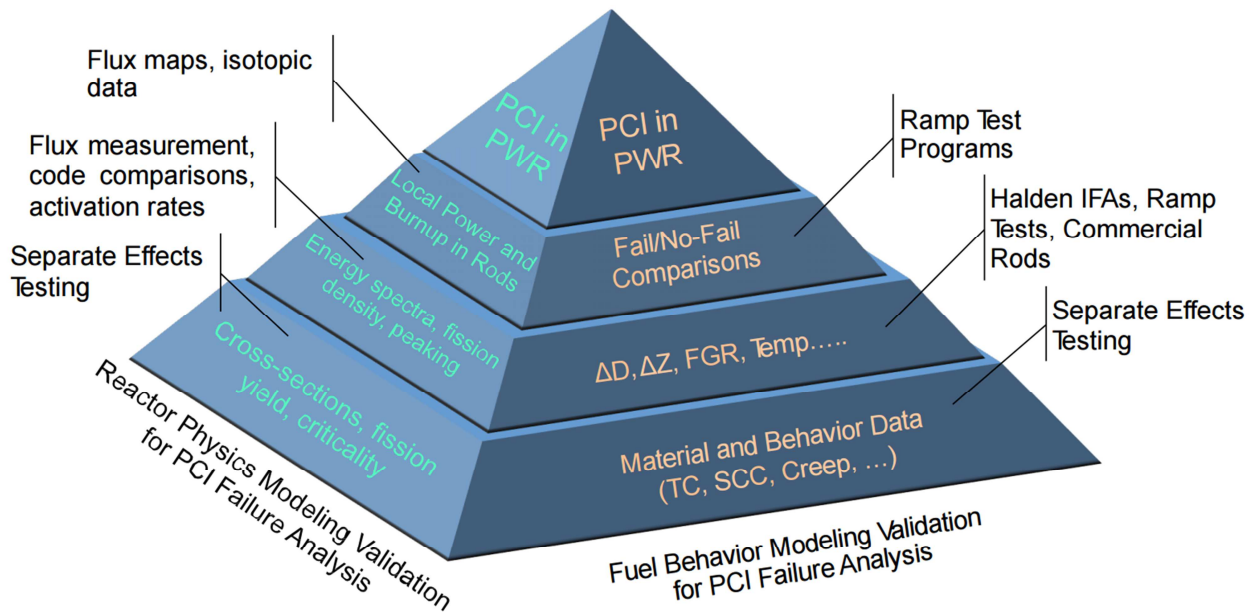 Flux maps, isotopic
data
Flux measurement,
code comparisons,
activation rates
Separate Effects
Testing
PCI in
PWR
Local Power and
Burnup in Rods
Energy spectra, fission
density, peaking
Cross-sections, fission
yield, criticality
Reactor Physics Modeling Validation
for PCI Failure Analysis
PCI in
PWR
Fail/No-Fail
Comparisons
ΔD, ΔZ, FGR, Temp.....
Material and Behavior Data
(TC, SCC, Creep, ...)
Fuel Behavior Modeling Validation
for PCI Failure Analysis
Ramp Test
Programs
Halden IFAs, Ramp
Tests, Commercial
Rods
Separate Effects
Testing